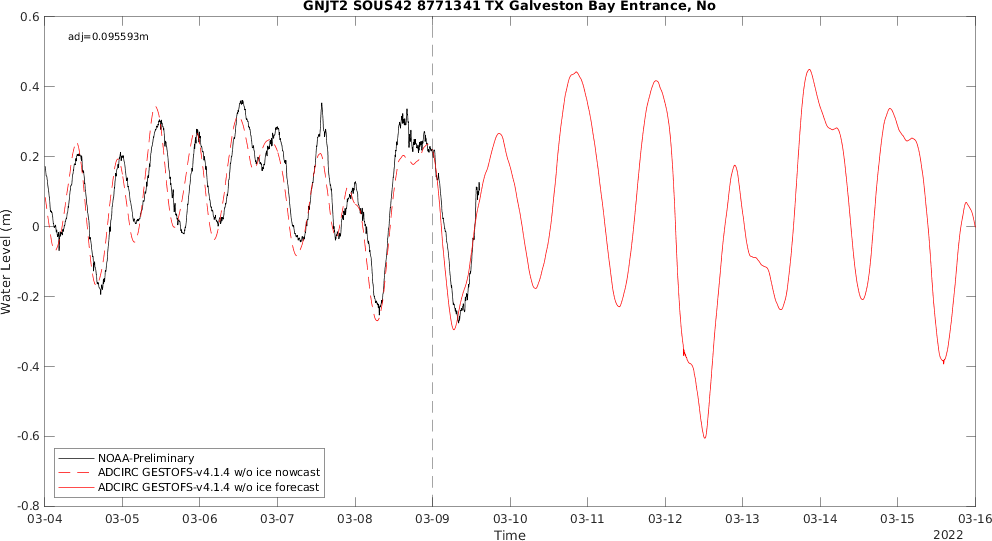 GNJT2 SOUS42 8771341 TX Galveston Bay Entrance, No
adj=0.095593m
0.6
0.4
0.2
0
-0.2
-0.4
-0.6
-0.8
Water Level (m)
NOAA-Preliminary
ADCIRC GESTOFS-v4.1.4 w/o ice nowcast
ADCIRC GESTOFS-v4.1.4 w/o ice forecast
03-04 03-05 03-06 03-07 03-08 03-09 03-10 03-11 03-12 03-13 03-14 03-15 03-16
Time
2022